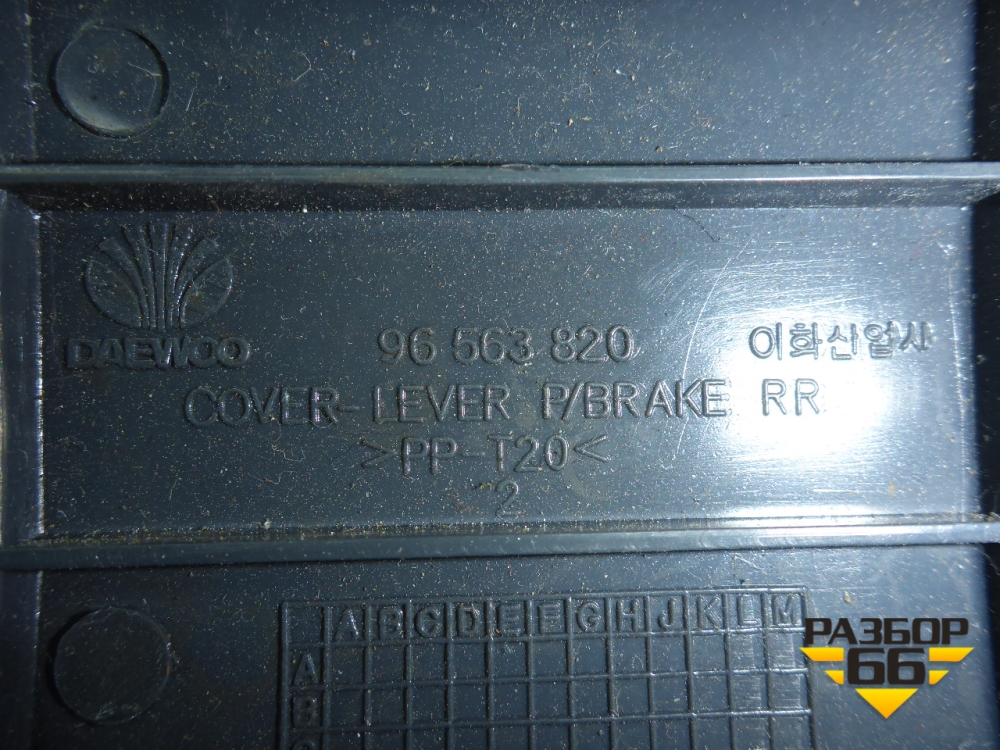 DAEWOO 96 563 820 이화산업사
COVER-LEVER P/BRAKE RR
>PP-T20<
2
A B C D E F G H J K L M
A
B
РАЗБОР
66